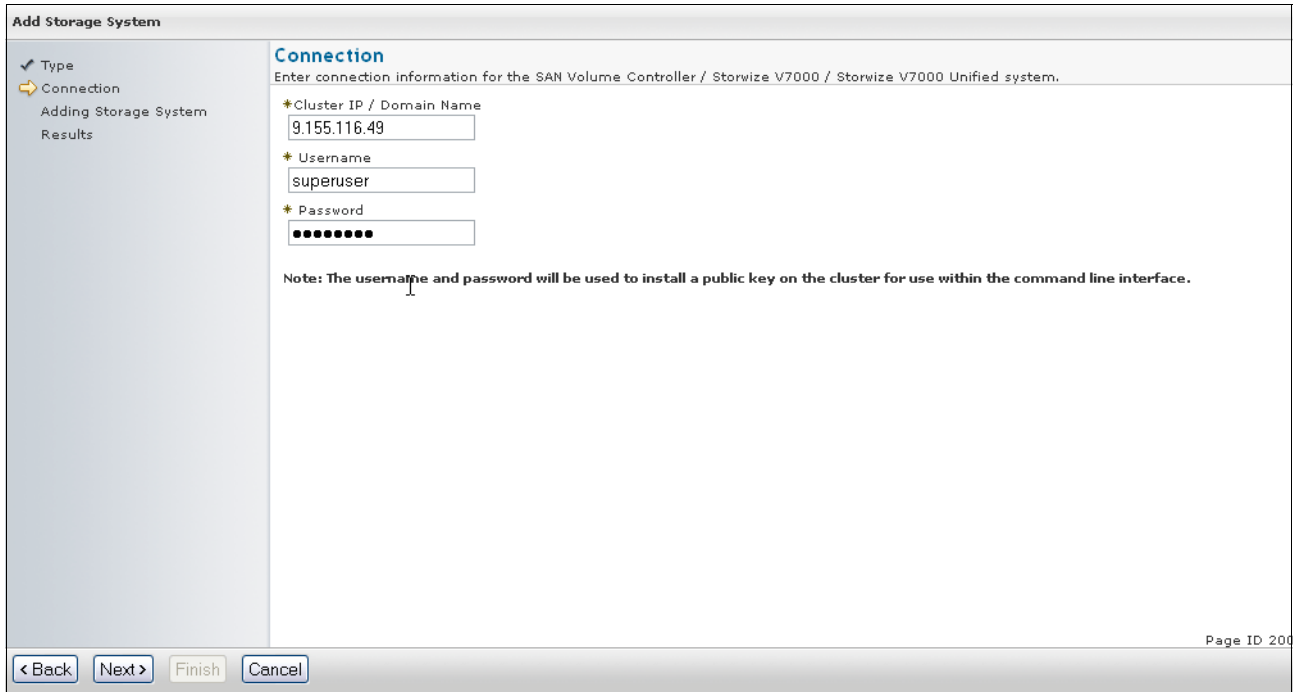 Add Storage System
Type
Connection
Adding Storage System
Results
Connection
Enter connection information for the SAN Volume Controller / Storwize V7000 / Storwize V7000 Unified system.
*Cluster IP / Domain Name
9.155.116.49
* Username
superuser
* Password
●●●●●●●●
Note: The username and password will be used to install a public key on the cluster for use within the command line interface.
Page ID 200
< Back Next > Finish Cancel